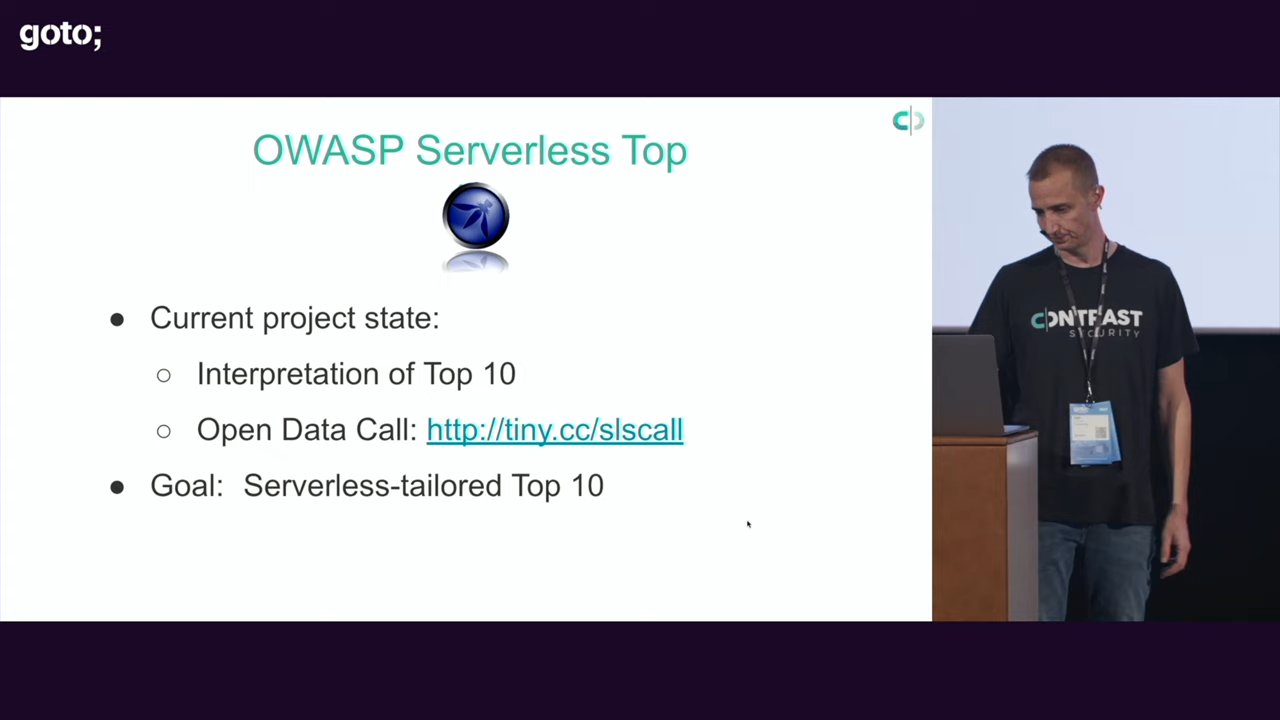 goto;
OWASP Serverless Top
● Current project state:
○ Interpretation of Top 10
○ Open Data Call: http://tiny.cc/slscall
● Goal: Serverless-tailored Top 10
CONTRAST
SECURITY